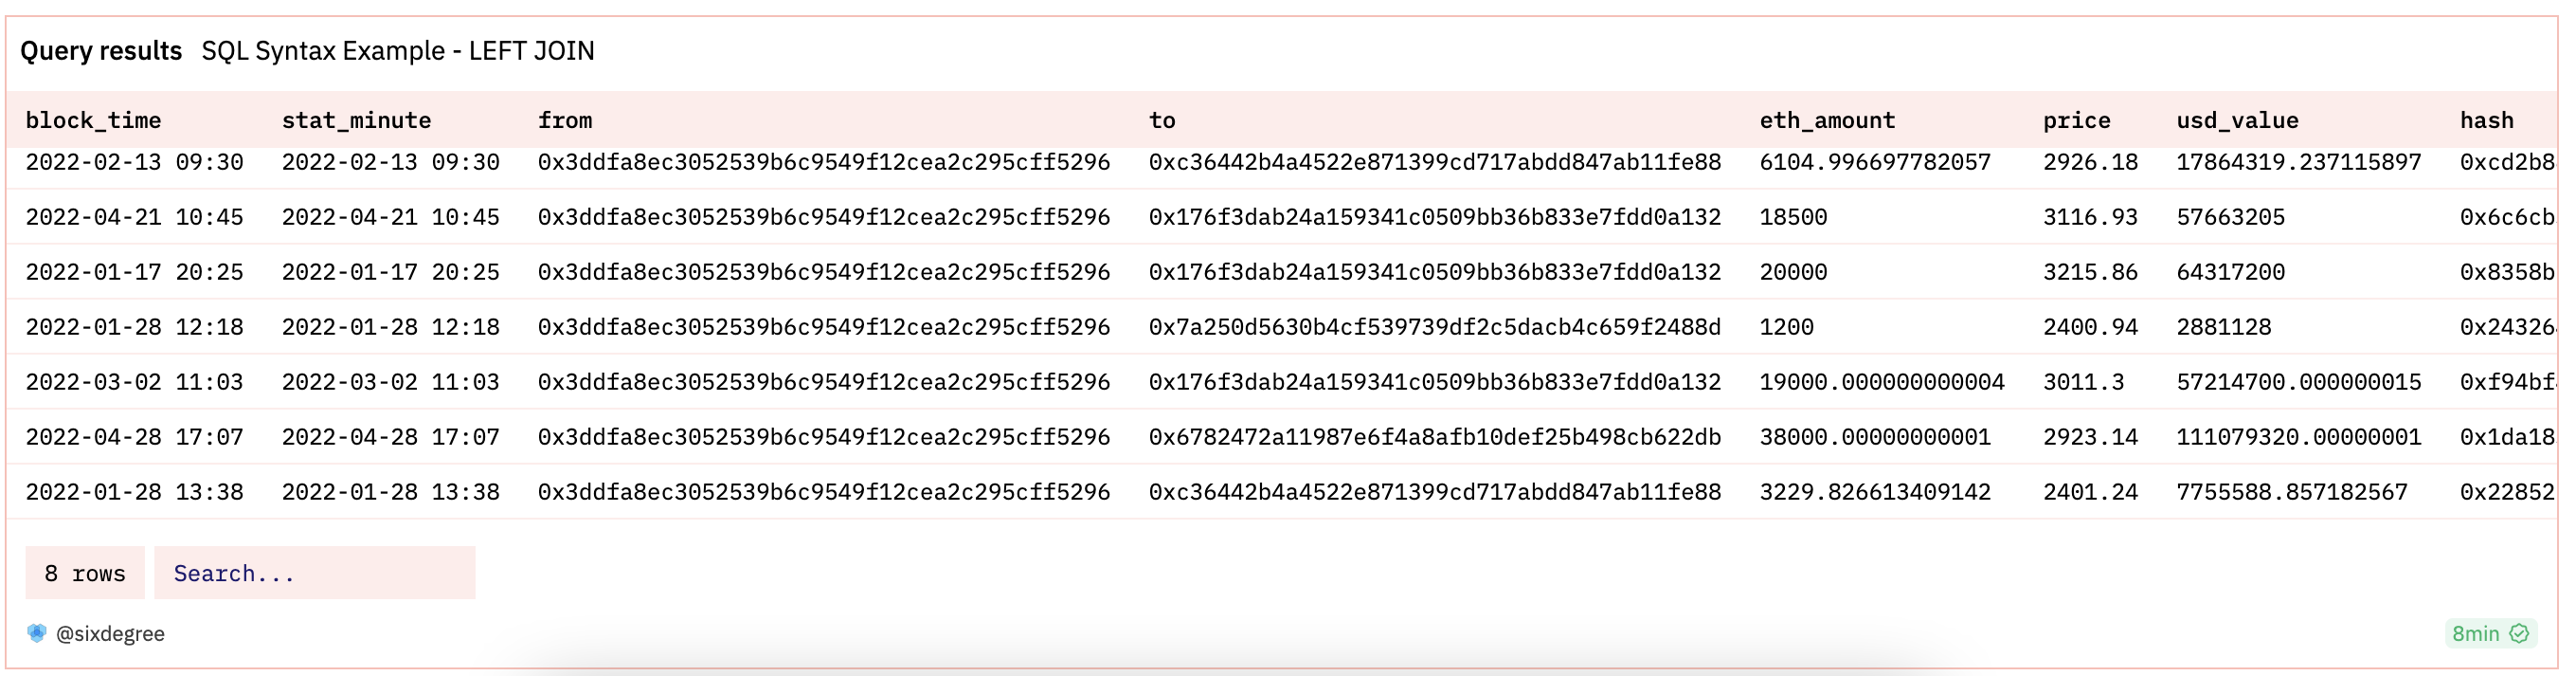 Query results SQL Syntax Example - LEFT JOIN
block_time stat_minute from to eth_amount price usd_value hash
2022-02-13 09:30 2022-02-13 09:30 0x3ddfa8ec3052539b6c9549f12cea2c295cff5296 0xc36442b4a4522e871399cd717abdd847ab11fe88 6104.996697782057 2926.18 17864319.237115897 0xcd2b8
2022-04-21 10:45 2022-04-21 10:45 0x3ddfa8ec3052539b6c9549f12cea2c295cff5296 0x176f3dab24a159341c0509bb36b833e7fdd0a132 18500 3116.93 57663205 0x6c6cb
2022-01-17 20:25 2022-01-17 20:25 0x3ddfa8ec3052539b6c9549f12cea2c295cff5296 0x176f3dab24a159341c0509bb36b833e7fdd0a132 20000 3215.86 64317200 0x8358b
2022-01-28 12:18 2022-01-28 12:18 0x3ddfa8ec3052539b6c9549f12cea2c295cff5296 0x7a250d5630b4cf539739df2c5dacb4c659f2488d 1200 2400.94 2881128 0x24326
2022-03-02 11:03 2022-03-02 11:03 0x3ddfa8ec3052539b6c9549f12cea2c295cff5296 0x176f3dab24a159341c0509bb36b833e7fdd0a132 19000.000000000004 3011.3 57214700.000000015 0xf94bf
2022-04-28 17:07 2022-04-28 17:07 0x3ddfa8ec3052539b6c9549f12cea2c295cff5296 0x6782472a11987e6f4a8afb10def25b498cb622db 38000.00000000001 2923.14 111079320.00000001 0x1da18
2022-01-28 13:38 2022-01-28 13:38 0x3ddfa8ec3052539b6c9549f12cea2c295cff5296 0xc36442b4a4522e871399cd717abdd847ab11fe88 3229.826613409142 2401.24 7755588.857182567 0x22852
8 rows Search...
@sixdegree 8min